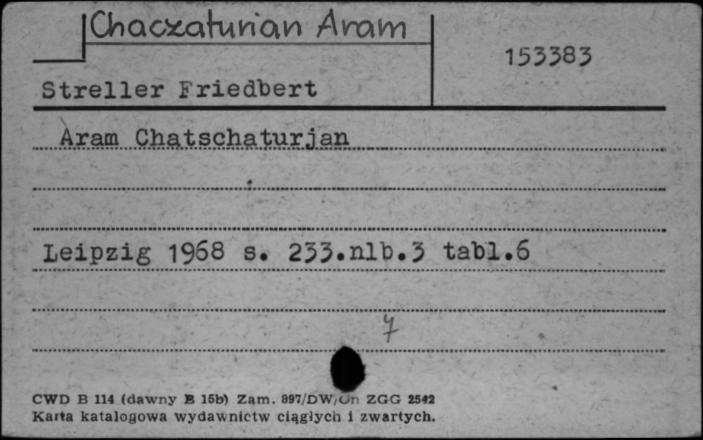 Chaczaturian Aram
153383
Streller Friedbert
Aram Chatschaturjan
Leipzig 1968 s. 233.nlb.3 tabl.6
7
CWD B 114 (dawny B 15b) Zam. 897/DW/ ZGG 2542
Karta katalogowa wydawnictw ciągłych i zwartych.